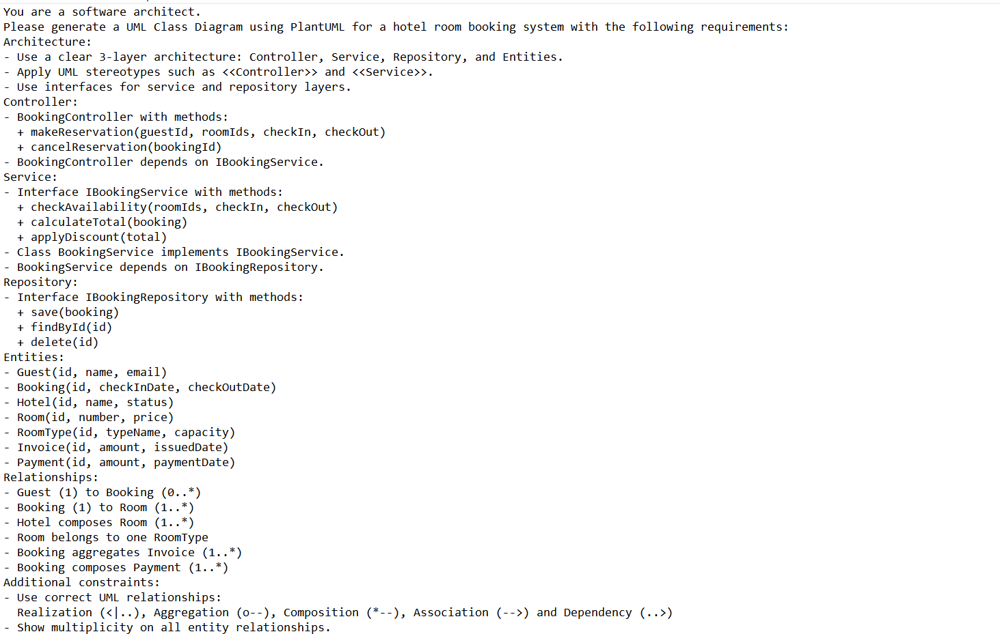 You are a software architect.
Please generate a UML Class Diagram using PlantUML for a hotel room booking system with the following requirements:
Architecture:
- Use a clear 3-layer architecture: Controller, Service, Repository, and Entities.
- Apply UML stereotypes such as <<Controller>> and <<Service>>.
- Use interfaces for service and repository layers.
Controller:
- BookingController with methods:
  + makeReservation(guestId, roomIds, checkIn, checkOut)
  + cancelReservation(bookingId)
- BookingController depends on IBookingService.
Service:
- Interface IBookingService with methods:
  + checkAvailability(roomIds, checkIn, checkOut)
  + calculateTotal(booking)
  + applyDiscount(total)
- Class BookingService implements IBookingService.
- BookingService depends on IBookingRepository.
Repository:
- Interface IBookingRepository with methods:
  + save(booking)
  + findById(id)
  + delete(id)
Entities:
- Guest(id, name, email)
- Booking(id, checkInDate, checkOutDate)
- Hotel(id, name, status)
- Room(id, number, price)
- RoomType(id, typeName, capacity)
- Invoice(id, amount, issuedDate)
- Payment(id, amount, paymentDate)
Relationships:
- Guest (1) to Booking (0..*)
- Booking (1) to Room (1..*)
- Hotel composes Room (1..*)
- Room belongs to one RoomType
- Booking aggregates Invoice (1..*)
- Booking composes Payment (1..*)
Additional constraints:
- Use correct UML relationships:
  Realization (<|..), Aggregation (o--), Composition (*--), Association (-->) and Dependency (..>)
- Show multiplicity on all entity relationships.